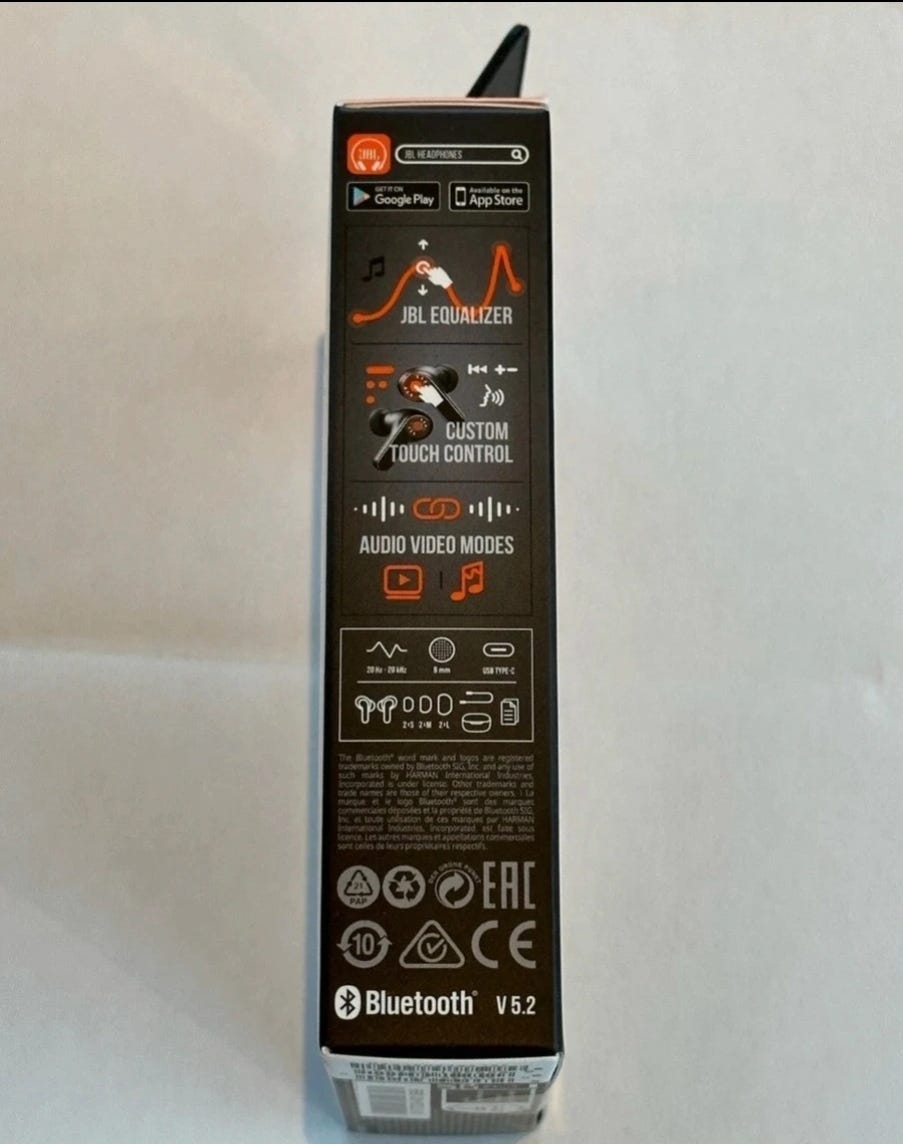 JBL
JBL HEADPHONES
GET IT ON
Google Play
Available on the
App Store
JBL EQUALIZER
CUSTOM
TOUCH CONTROL
AUDIO VIDEO MODES
20 Hz - 20 kHz
USB TYPE-C
2×S 2×M 2×L
The Bluetooth® word mark and logos are registered
trademarks owned by Bluetooth SIG, Inc. and any use of
such marks by HARMAN International Industries,
Incorporated is under license. Other trademarks and
trade names are those of their respective owners. \ La
marque et le logo Bluetooth® sont des marques
commerciales déposées et la propriété de Bluetooth SIG,
Inc. et toute utilisation de ces marques par HARMAN
International Industries, Incorporated, est faite sous
licence. Les autres marques et appellations commerciales
sont celles de leurs propriétaires respectifs.
21
PAP
DER GRÜNE PUNKT
EAC
10
CE
Bluetooth® V 5.2